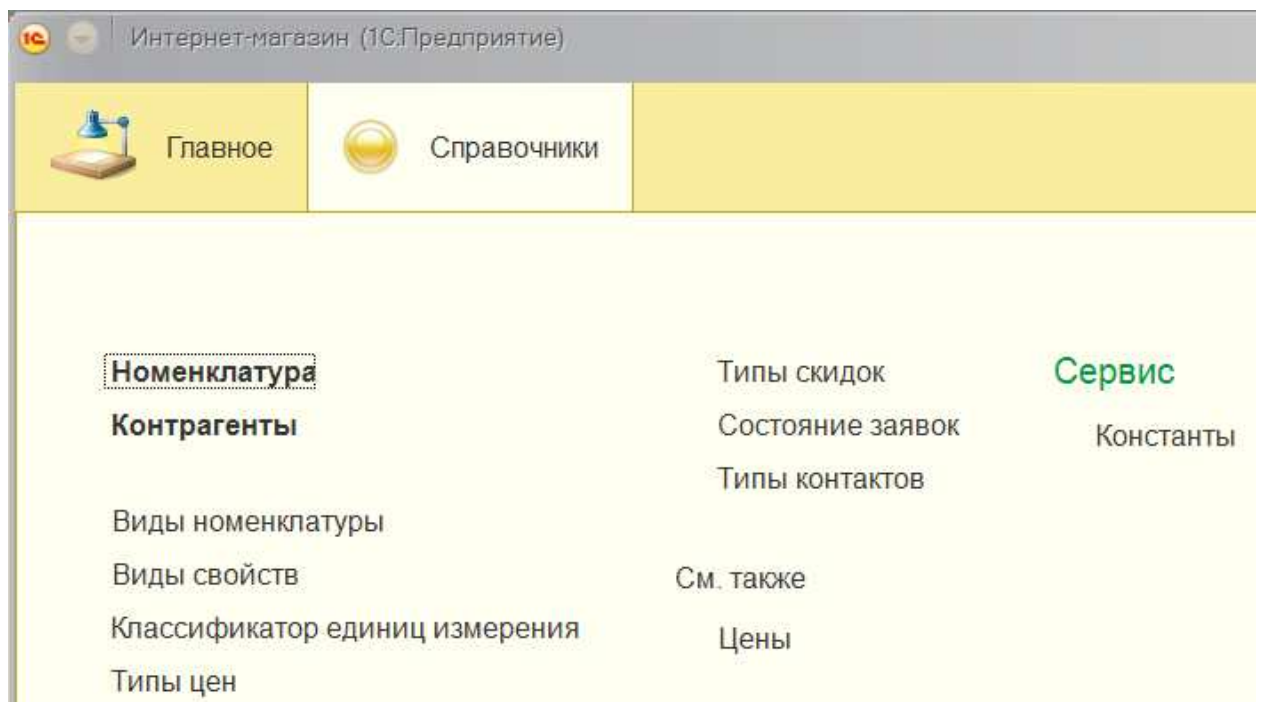 1С Интернет-магазин (1С:Предприятие)
Главное
Справочники
Номенклатура
Контрагенты
Виды номенклатуры
Виды свойств
Классификатор единиц измерения
Типы цен
Типы скидок
Состояние заявок
Типы контактов
См. также
Цены
Сервис
Константы